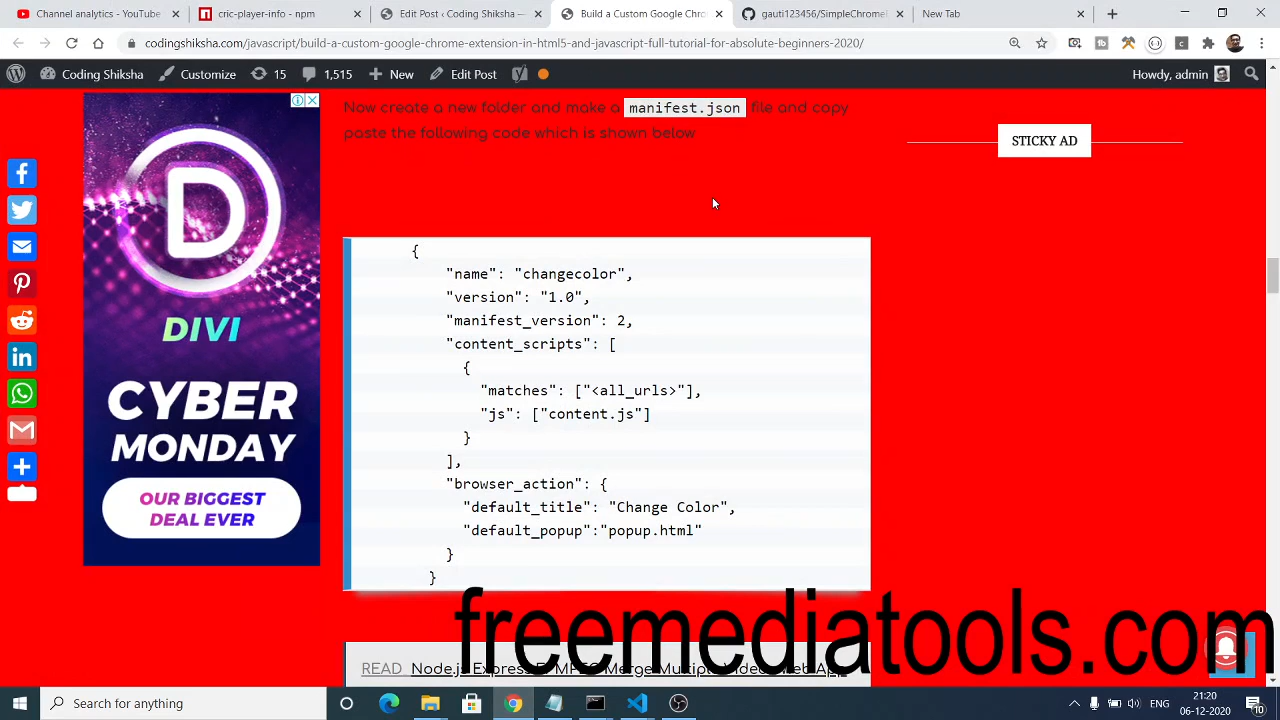 Channel analytics - YouTube
cric-player-info - npm
Edit Post ‹ Coding Shiksha —
Build a Custom Google Chrom
gauti123456/SimpleChromeE
New Tab
codingshiksha.com/javascript/build-a-custom-google-chrome-extension-in-html5-and-javascript-full-tutorial-for-absolute-beginners-2020/
Coding Shiksha
Customize
15
1,515
New
Edit Post
Howdy, admin
Now create a new folder and make a manifest.json file and copy
paste the following code which is shown below
STICKY AD
DIVI
CYBER
MONDAY
OUR BIGGEST
DEAL EVER
{
"name": "changecolor",
"version": "1.0",
"manifest_version": 2,
"content_scripts": [
{
"matches": ["<all_urls>"],
"js": ["content.js"]
}
],
"browser_action": {
"default_title": "Change Color",
"default_popup":"popup.html"
}
}
freemediatools.com
READ
Search for anything
21:20
06-12-2020